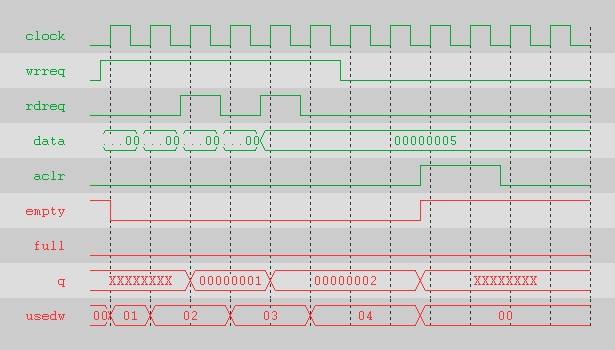 clock
wrreq
rdreq
data ...00 ...00 ...00 ...00 00000005
aclr
empty
full
q XXXXXXXX 00000001 00000002 XXXXXXXX
usedw 00 01 02 03 04 00